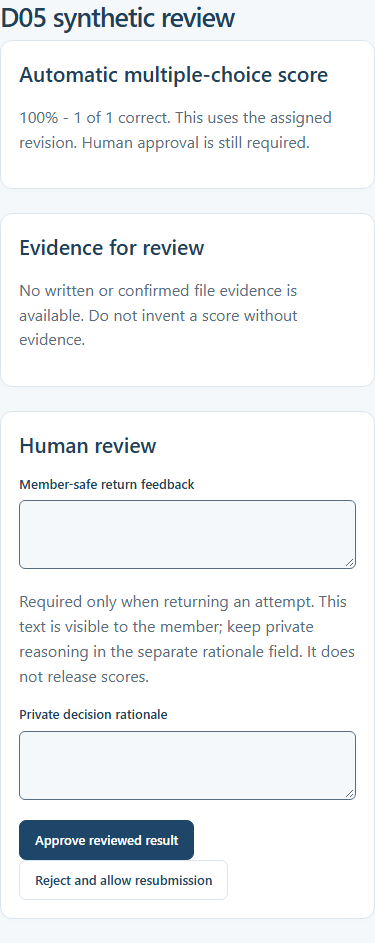 D05 synthetic review
Automatic multiple-choice score
100% - 1 of 1 correct. This uses the assigned
revision. Human approval is still required.
Evidence for review
No written or confirmed file evidence is
available. Do not invent a score without
evidence.
Human review
Member-safe return feedback
Required only when returning an attempt. This
text is visible to the member; keep private
reasoning in the separate rationale field. It does
not release scores.
Private decision rationale
Approve reviewed result
Reject and allow resubmission